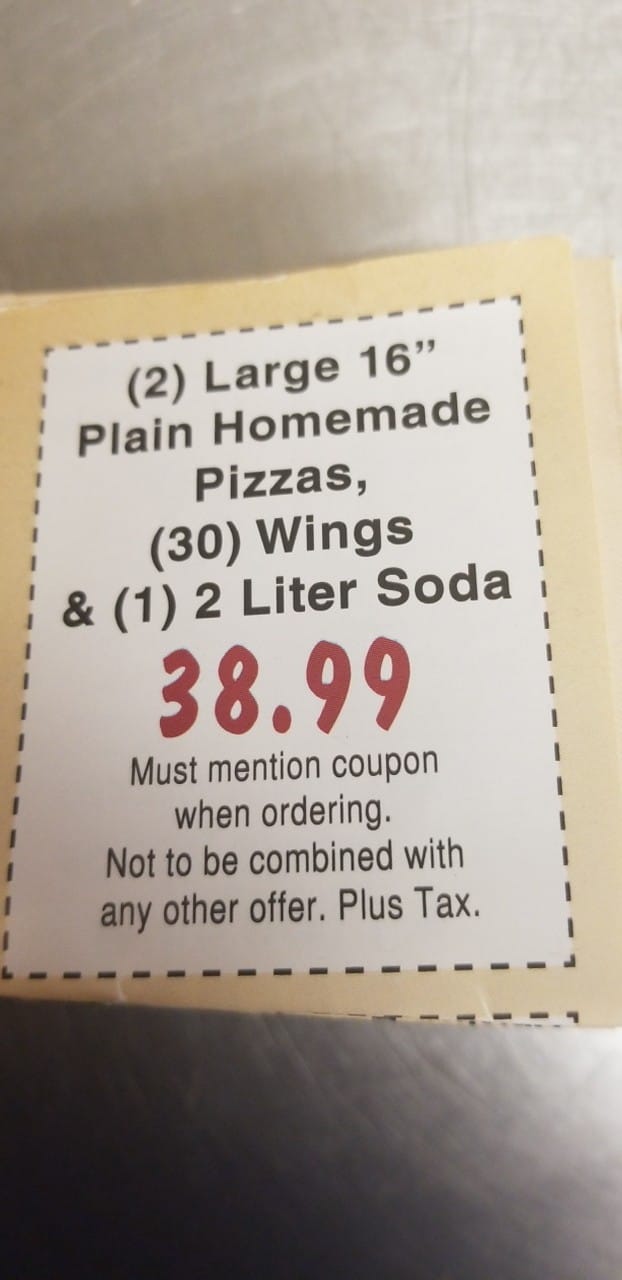 (2) Large 16”
Plain Homemade
Pizzas,
(30) Wings
& (1) 2 Liter Soda
38.99
Must mention coupon
when ordering.
Not to be combined with
any other offer. Plus Tax.